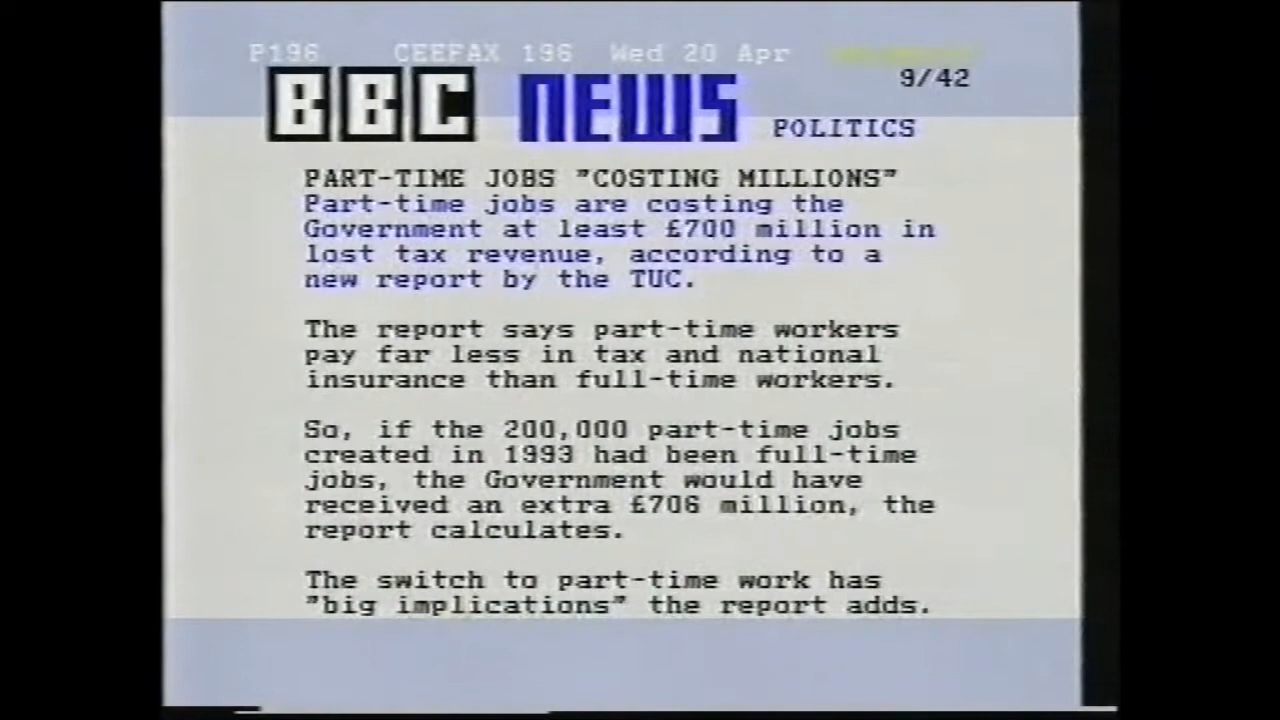 P196 CEEFAX 196 Wed 20 Apr
9/42
BBC NEWS POLITICS
PART-TIME JOBS "COSTING MILLIONS"
Part-time jobs are costing the
Government at least £700 million in
lost tax revenue, according to a
new report by the TUC.
The report says part-time workers
pay far less in tax and national
insurance than full-time workers.
So, if the 200,000 part-time jobs
created in 1993 had been full-time
jobs, the Government would have
received an extra £706 million, the
report calculates.
The switch to part-time work has
"big implications" the report adds.